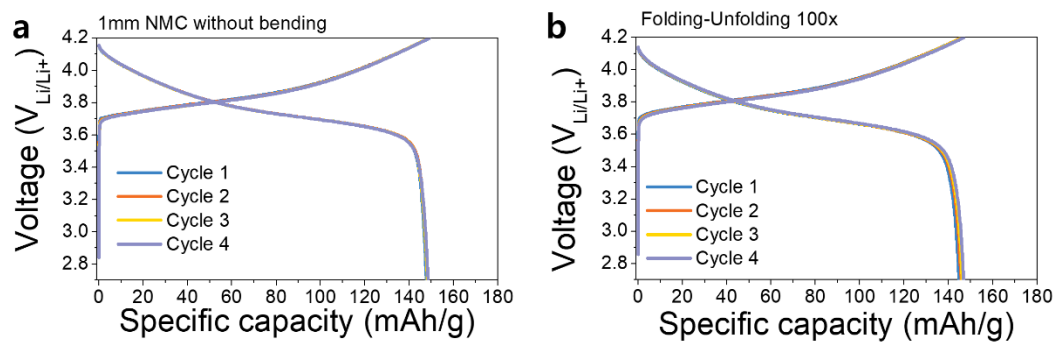 a
1mm NMC without bending
Voltage (V_Li/Li+)
4.2
4.0
3.8
3.6
3.4
3.2
3.0
2.8
Cycle 1
Cycle 2
Cycle 3
Cycle 4
0 20 40 60 80 100 120 140 160 180
Specific capacity (mAh/g)
b
Folding-Unfolding 100x
Voltage (V_Li/Li+)
4.2
4.0
3.8
3.6
3.4
3.2
3.0
2.8
Cycle 1
Cycle 2
Cycle 3
Cycle 4
0 20 40 60 80 100 120 140 160 180
Specific capacity (mAh/g)